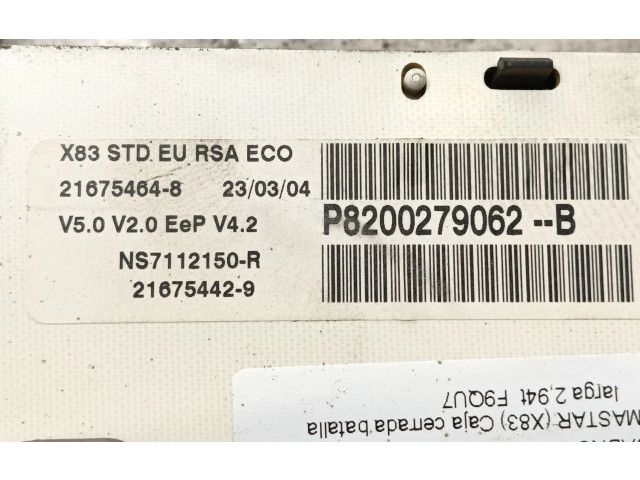 X83 STD EU RSA ECO
21675464-8 23/03/04
V5.0 V2.0 EeP V4.2
NS7112150-R
21675442-9
P8200279062 --B
MASTAR (X83) Caja cerrada batalla
larga 2,94t F9QU7